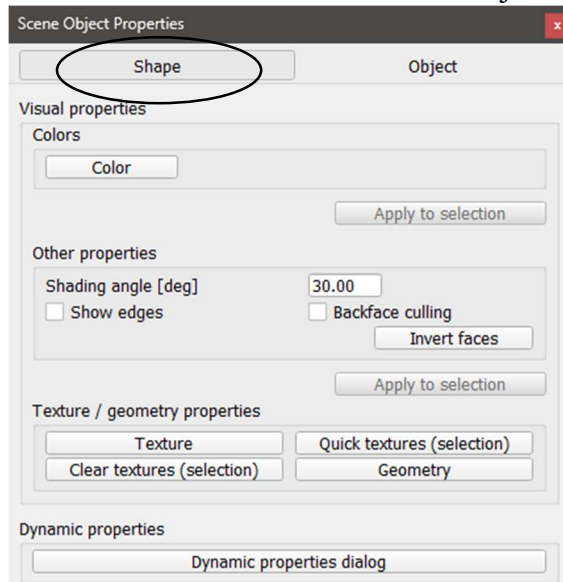 Scene Object Properties
x
Shape Object
Visual properties
Colors
Color
Apply to selection
Other properties
Shading angle [deg] 30.00
Show edges Backface culling
Invert faces
Apply to selection
Texture / geometry properties
Texture Quick textures (selection)
Clear textures (selection) Geometry
Dynamic properties
Dynamic properties dialog